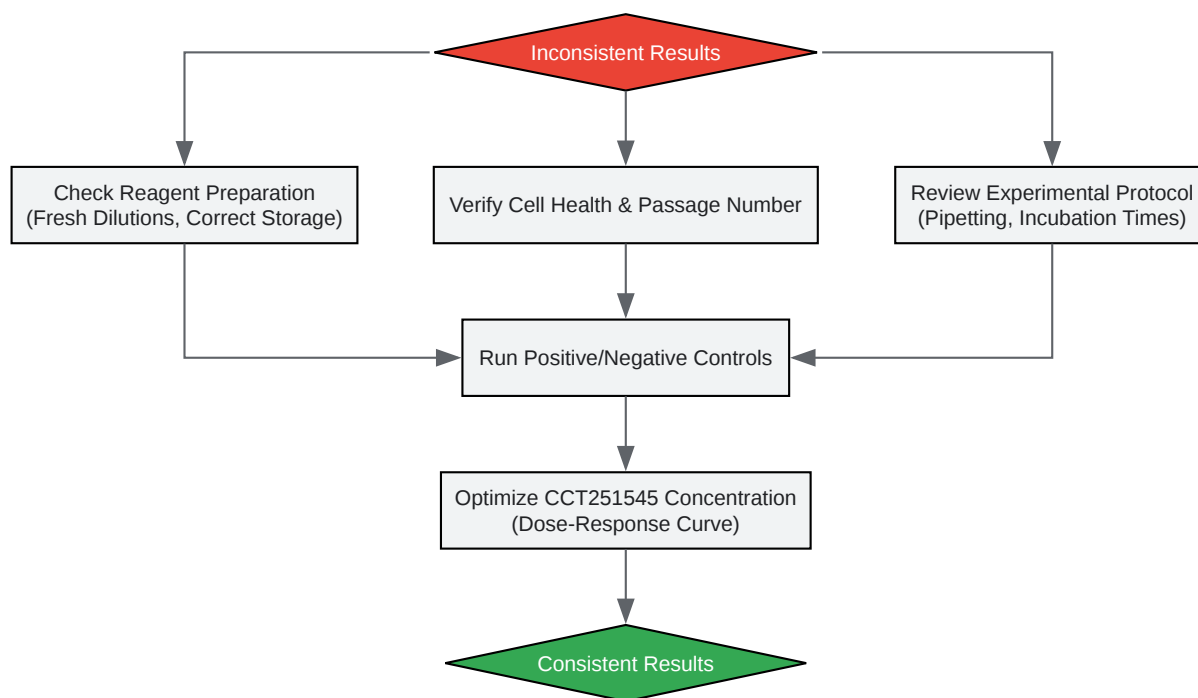 Inconsistent Results
Check Reagent Preparation
(Fresh Dilutions, Correct Storage)
Verify Cell Health & Passage Number
Review Experimental Protocol
(Pipetting, Incubation Times)
Run Positive/Negative Controls
Optimize CCT251545 Concentration
(Dose-Response Curve)
Consistent Results